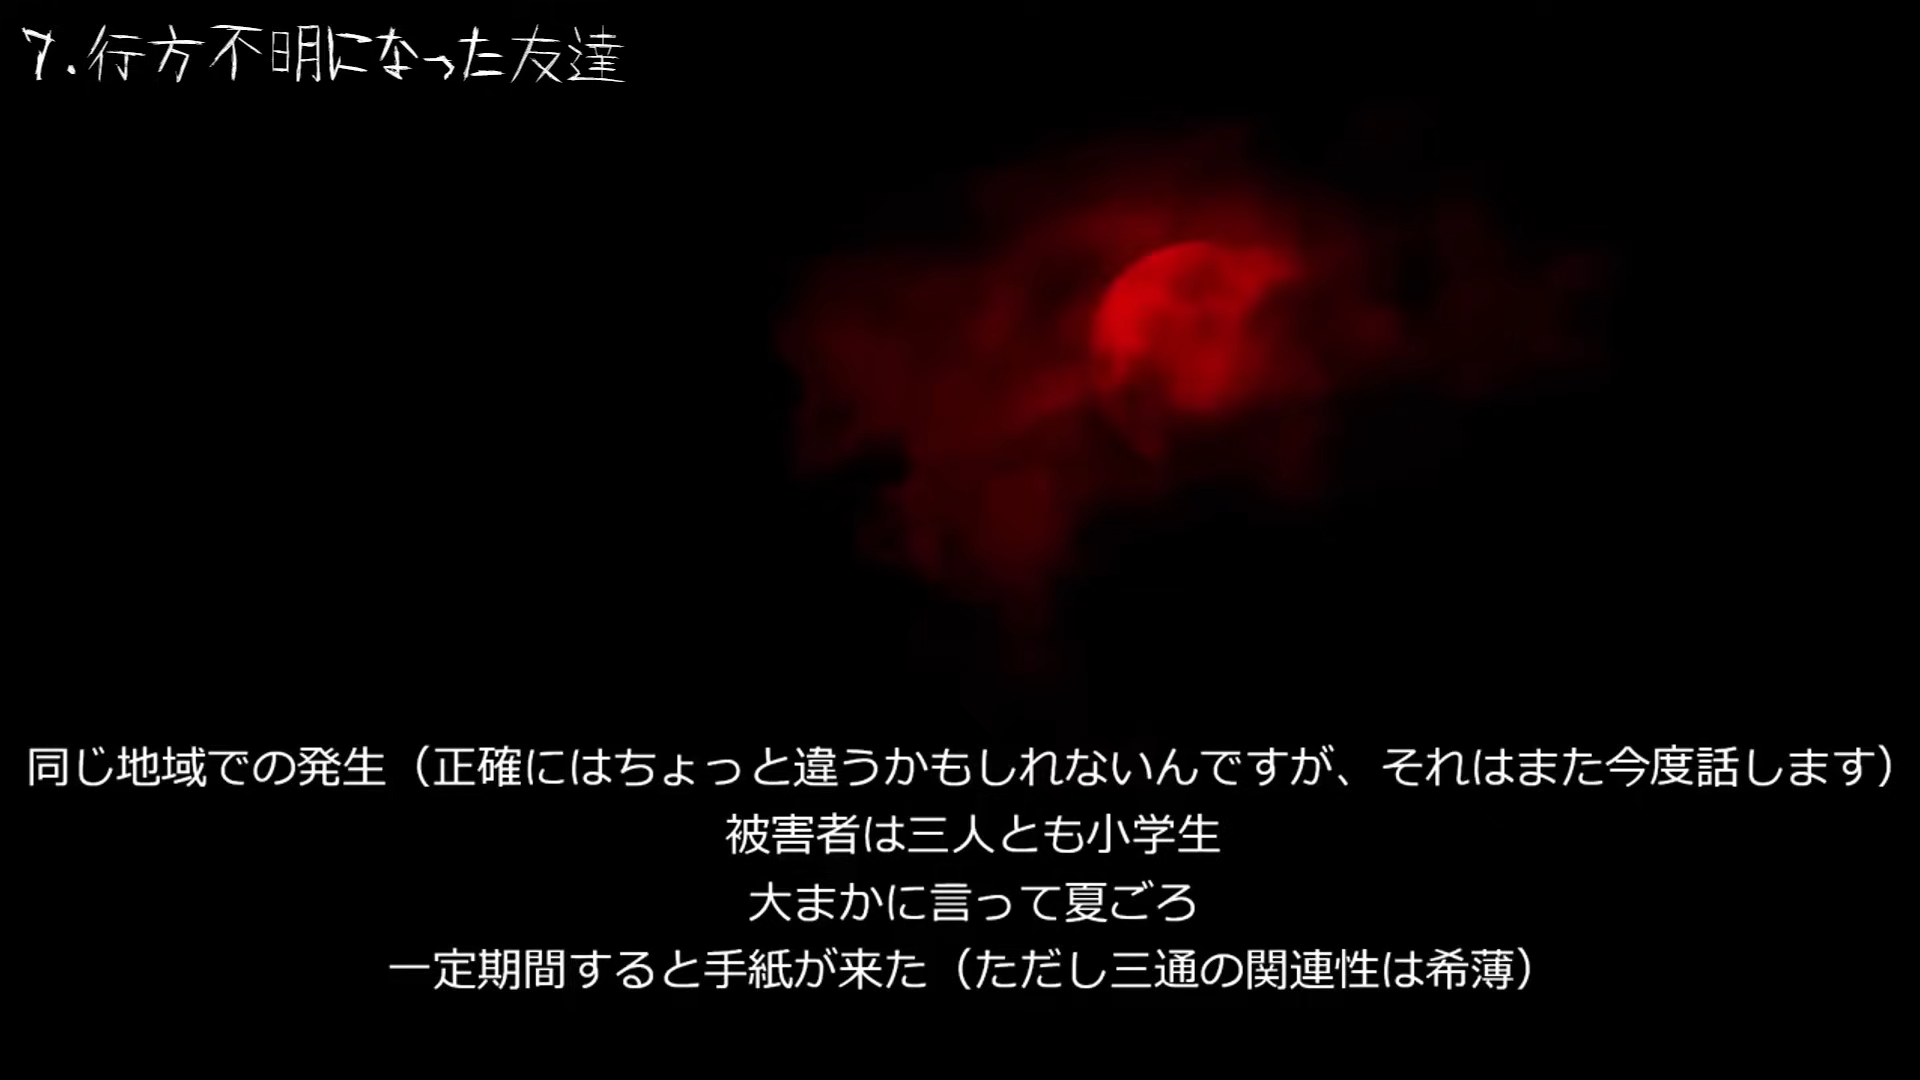 7.行方不明になった友達
同じ地域での発生（正確にはちょっと違うかもしれないんですが、それはまた今度話します）
被害者は三人とも小学生
大まかに言って夏ごろ
一定期間すると手紙が来た（ただし三通の関連性は希薄）